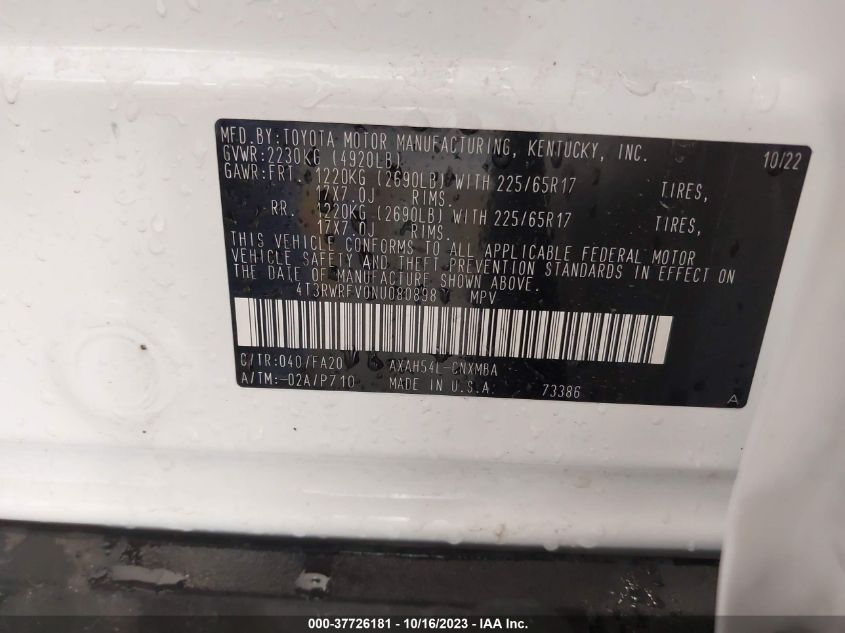 MFD.BY:TOYOTA MOTOR MANUFACTURING, KENTUCKY, INC. 10/22
GVWR:2230KG (4920LB)
GAWR:FRT. 1220KG (2690LB) WITH 225/65R17 TIRES,
17X7.0J RIMS.
RR. 1220KG (2690LB) WITH 225/65R17 TIRES,
17X7.0J RIMS.
THIS VEHICLE CONFORMS TO ALL APPLICABLE FEDERAL MOTOR
VEHICLE SAFETY AND THEFT PREVENTION STANDARDS IN EFFECT ON
THE DATE OF MANUFACTURE SHOWN ABOVE.
4T3RWRFV0NU080898 MPV
C/TR:040/FA20 AXAH54L-CNXMBA
A/TM:-02A/P710 MADE IN U.S.A. 73386
A
000-37726181 - 10/16/2023 - IAA Inc.